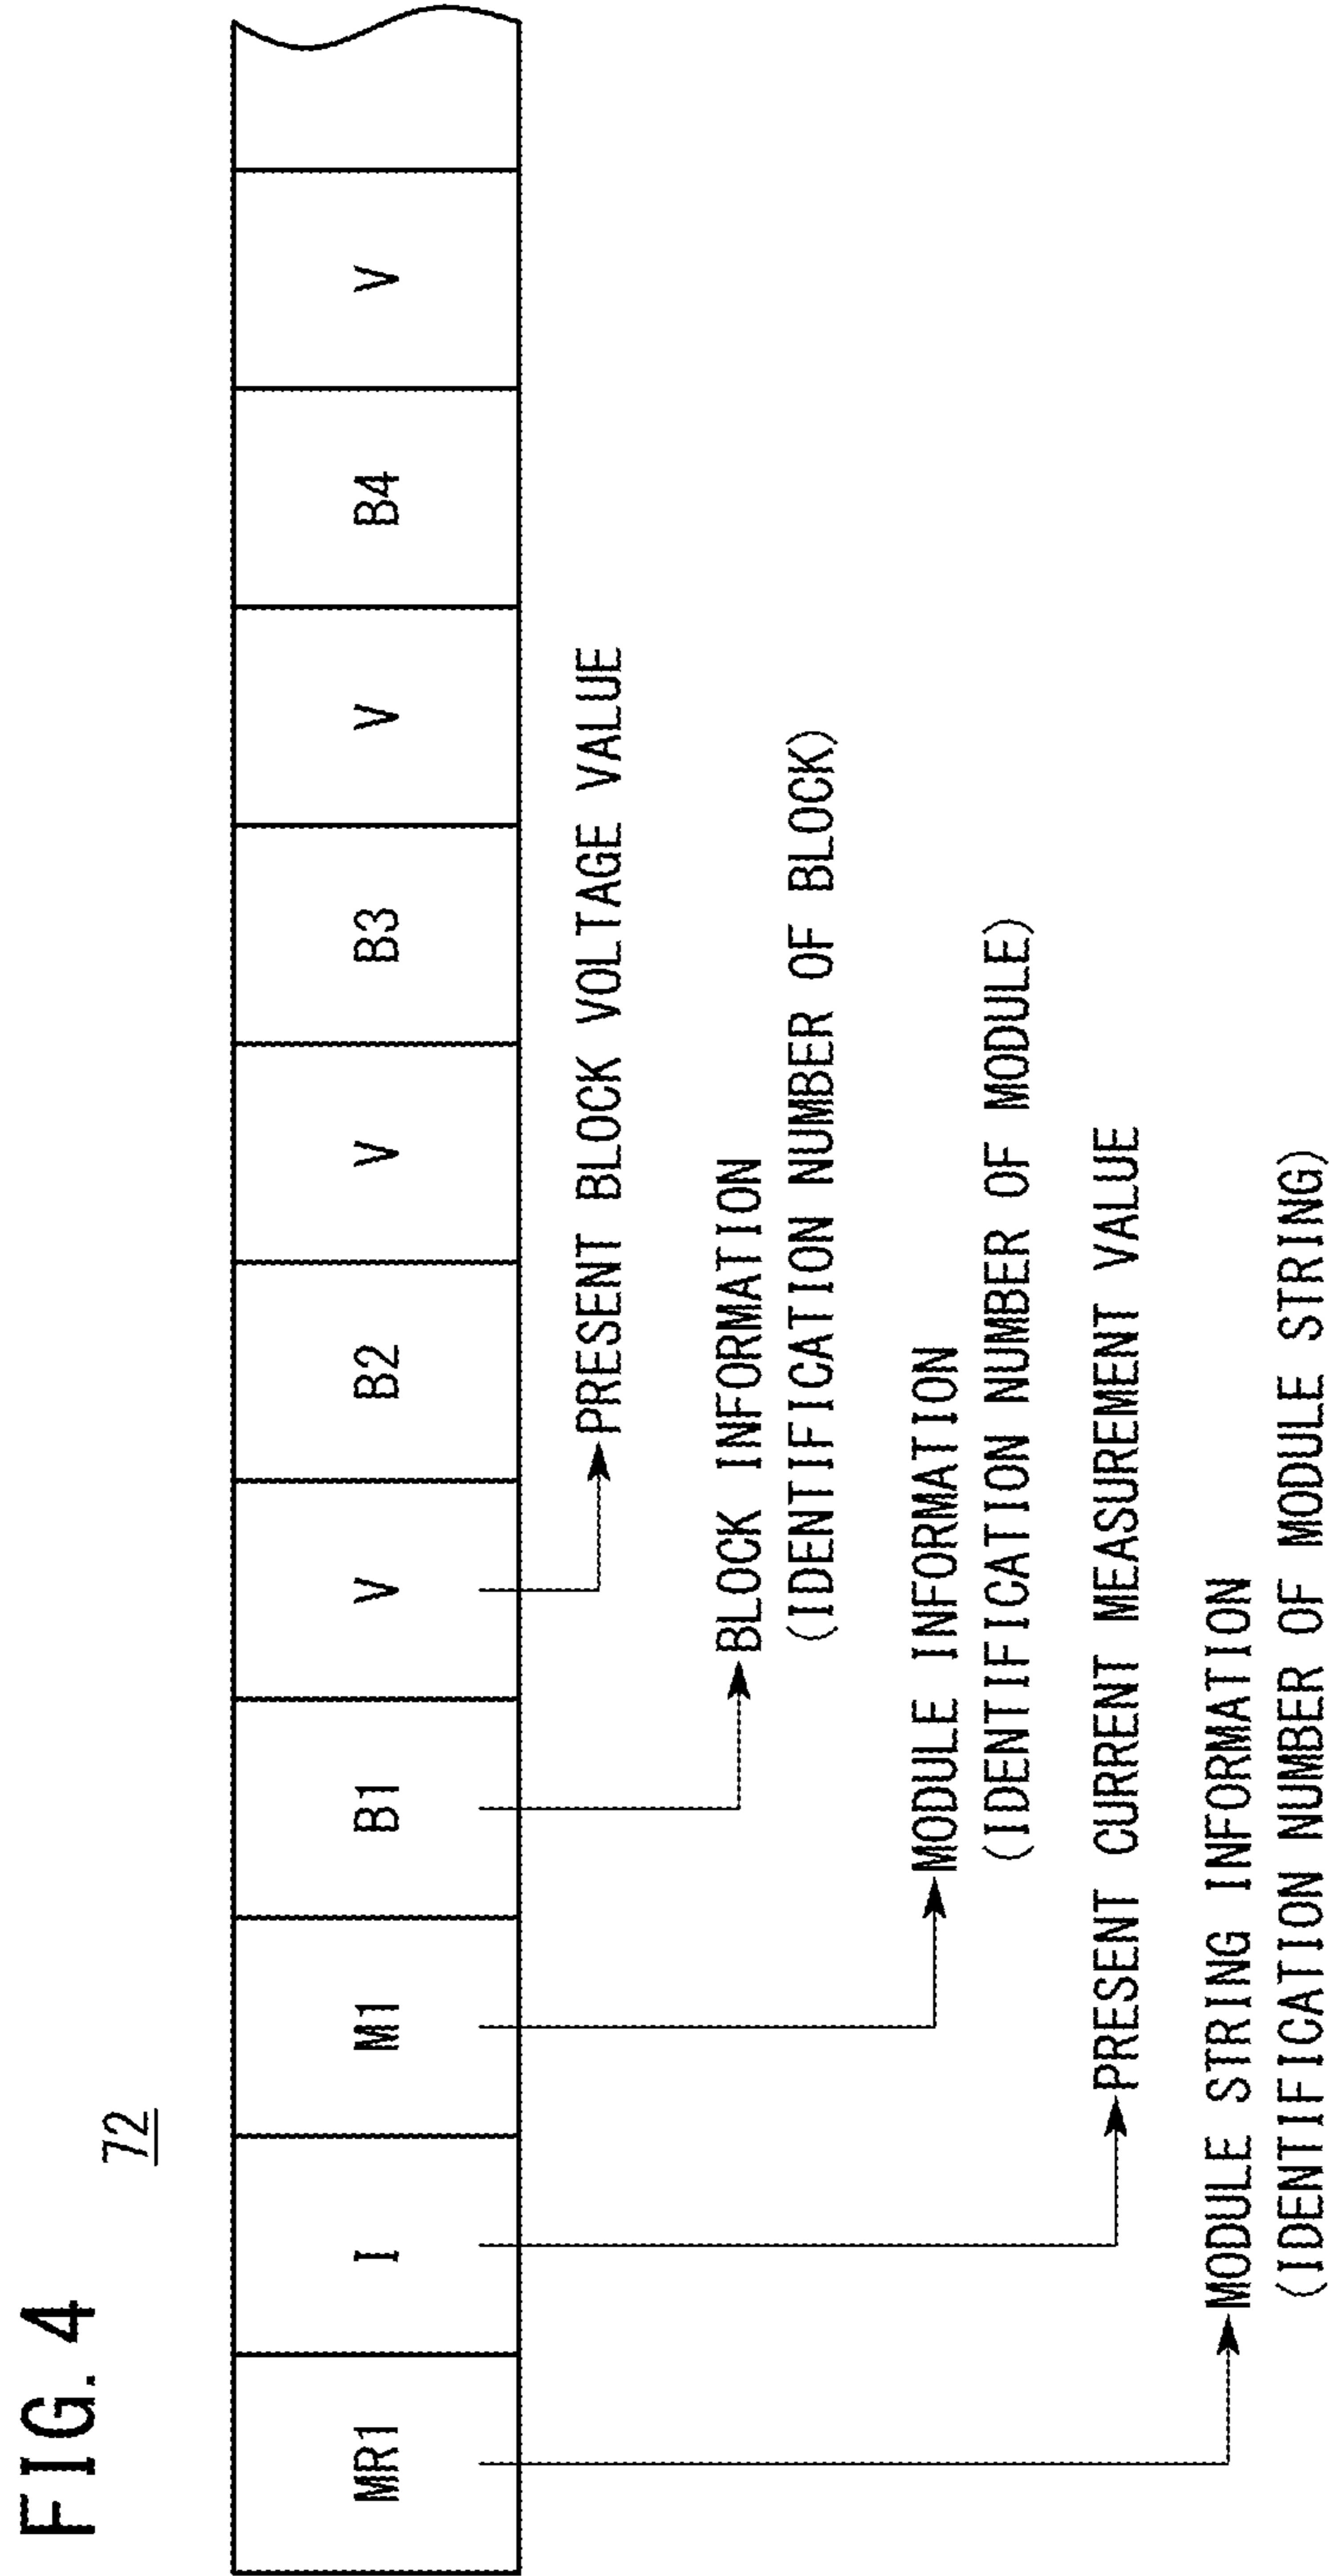 FIG. 4
72
MR1
I
M1
B1
V
B2
V
B3
V
B4
V
PRESENT BLOCK VOLTAGE VALUE
BLOCK INFORMATION
(IDENTIFICATION NUMBER OF BLOCK)
MODULE INFORMATION
(IDENTIFICATION NUMBER OF MODULE)
PRESENT CURRENT MEASUREMENT VALUE
MODULE STRING INFORMATION
(IDENTIFICATION NUMBER OF MODULE STRING)